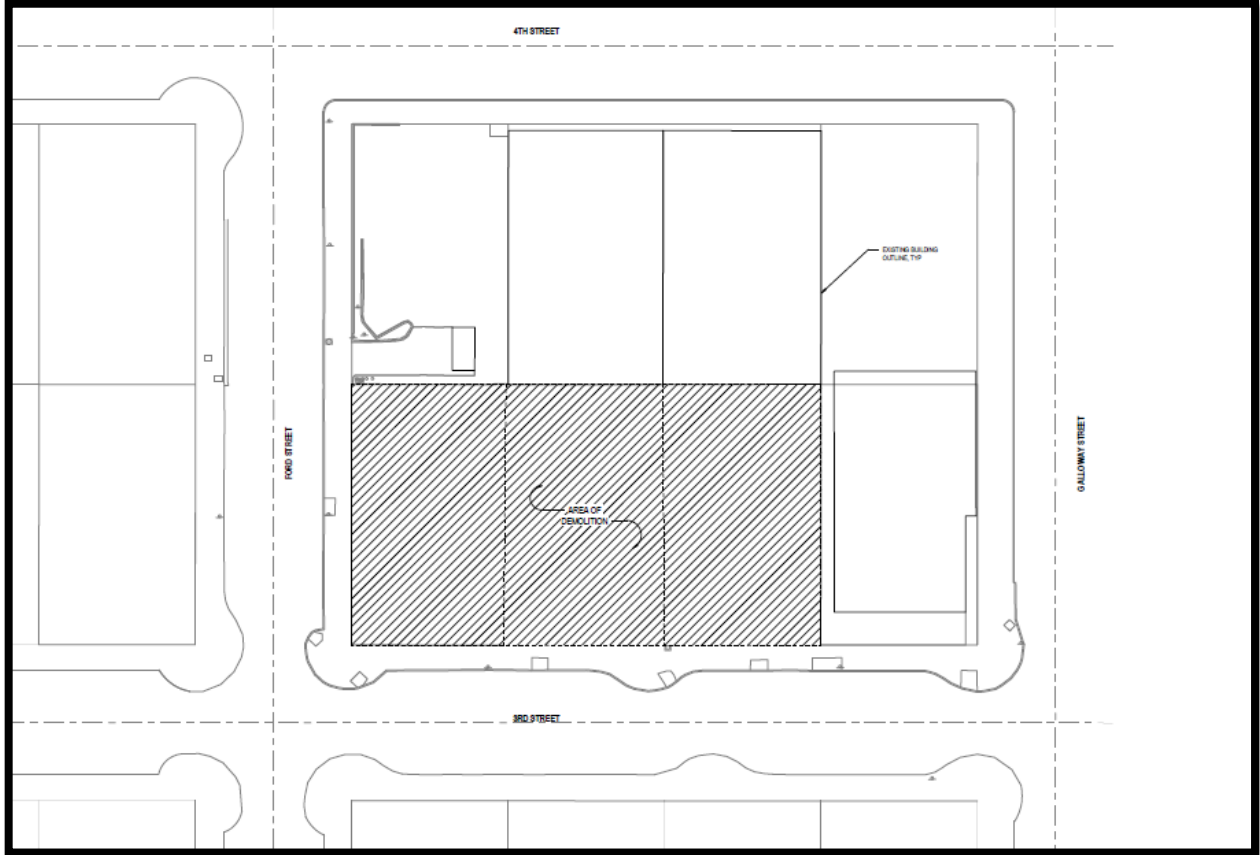 4TH STREET
EXISTING BUILDING
OUTLINE, TYP
FORD STREET
GALLOWAY STREET
AREA OF
DEMOLITION
3RD STREET